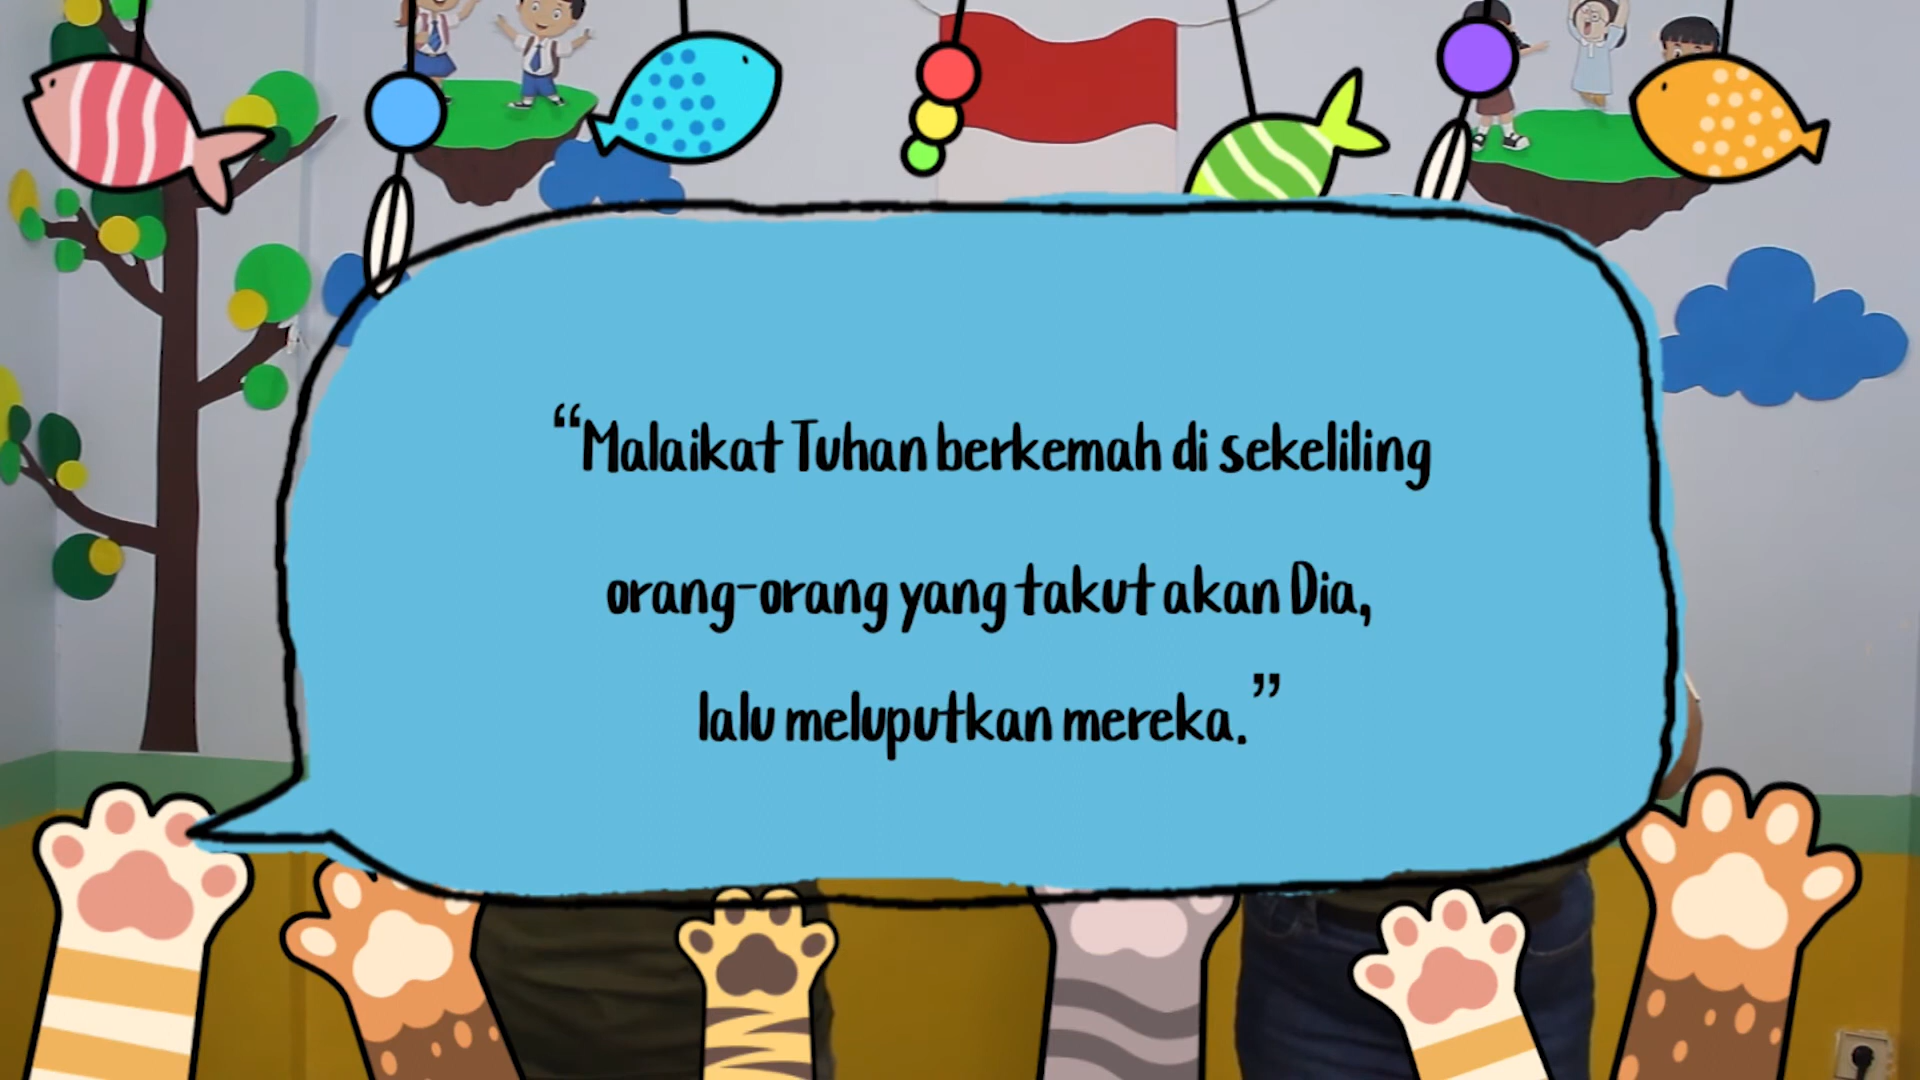 “Malaikat Tuhan berkemah di sekeliling
orang-orang yang takut akan Dia,
lalu meluputkan mereka.”